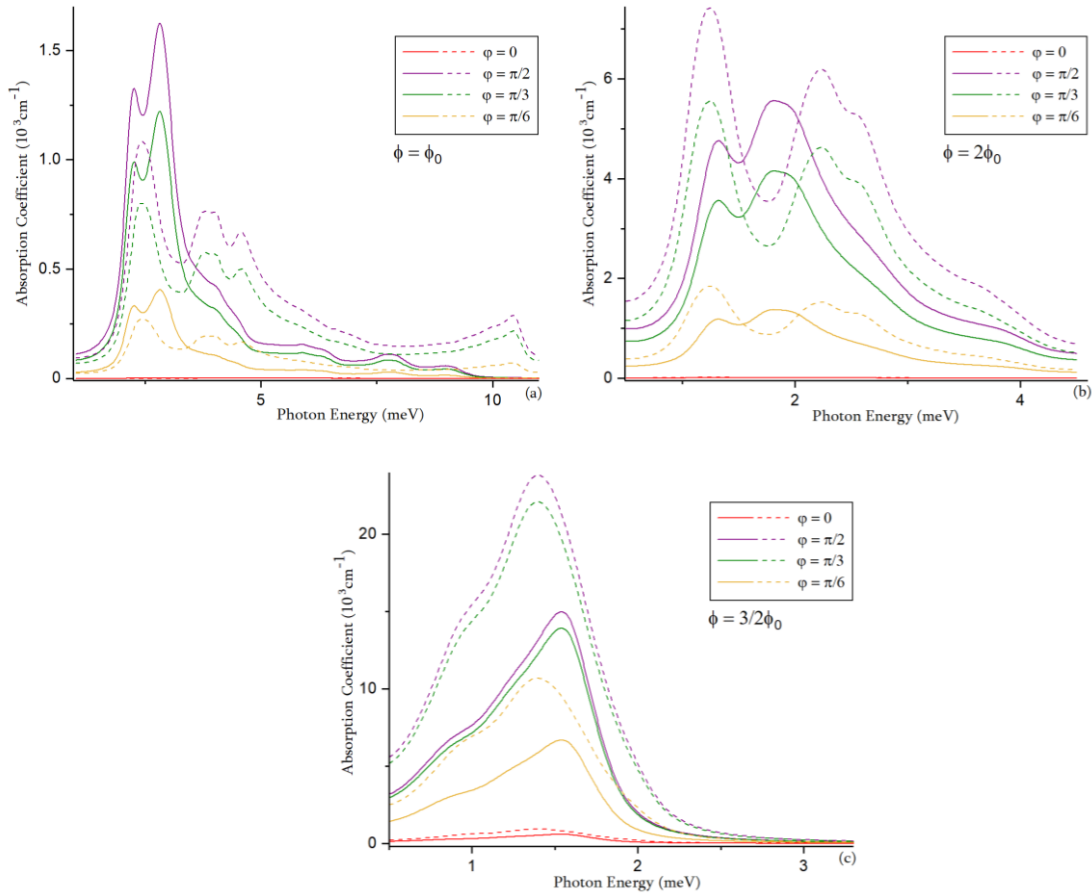 Absorption Coefficient (10³cm⁻¹)
1.5
1.0
0.5
0
5
10
Photon Energy (meV)
(a)
φ = 0
φ = π/2
φ = π/3
φ = π/6
ϕ = ϕ₀
Absorption Coefficient (10³cm⁻¹)
6
4
2
0
2
4
Photon Energy (meV)
(b)
φ = 0
φ = π/2
φ = π/3
φ = π/6
ϕ = 2ϕ₀
Absorption Coefficient (10³cm⁻¹)
20
10
0
1
2
3
Photon Energy (meV)
(c)
φ = 0
φ = π/2
φ = π/3
φ = π/6
ϕ = 3/2ϕ₀